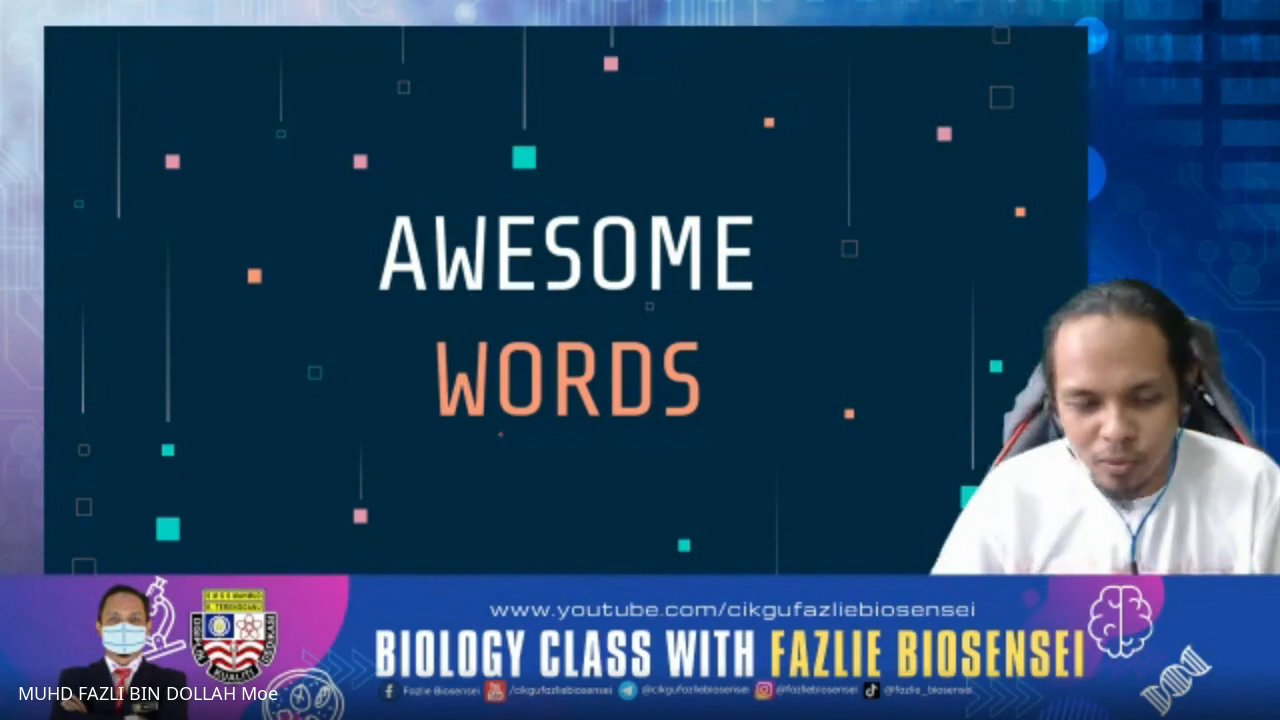 AWESOME
WORDS
www.youtube.com/cikgufazliebiosensei
BIOLOGY CLASS WITH FAZLIE BIOSENSEI
Fazlie Biosensei /cikgufazliebiosensei @cikgufazliebiosensei @fazliebiosensei @fazlie_biosensei
MUHD FAZLI BIN DOLLAH Moe
KUALITI